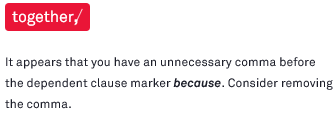 together,/
It appears that you have an unnecessary comma before
the dependent clause marker because. Consider removing
the comma.